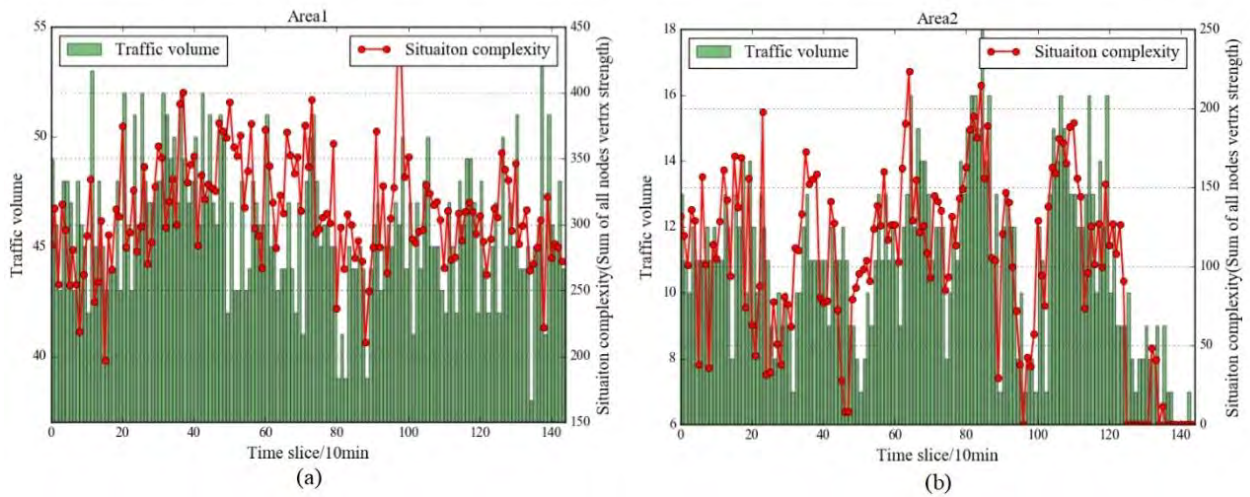 Area1
Traffic volume
Situaiton complexity
55
50
45
40
450
400
350
300
250
200
150
0
20
40
60
80
100
120
140
Traffic volume
Situaiton complexity(Sum of all nodes vertrx strength)
Time slice/10min
(a)
Area2
Traffic volume
Situaiton complexity
18
16
14
12
10
8
6
250
200
150
100
50
0
0
20
40
60
80
100
120
140
Traffic volume
Situaiton complexity(Sum of all nodes vertrx strength)
Time slice/10min
(b)